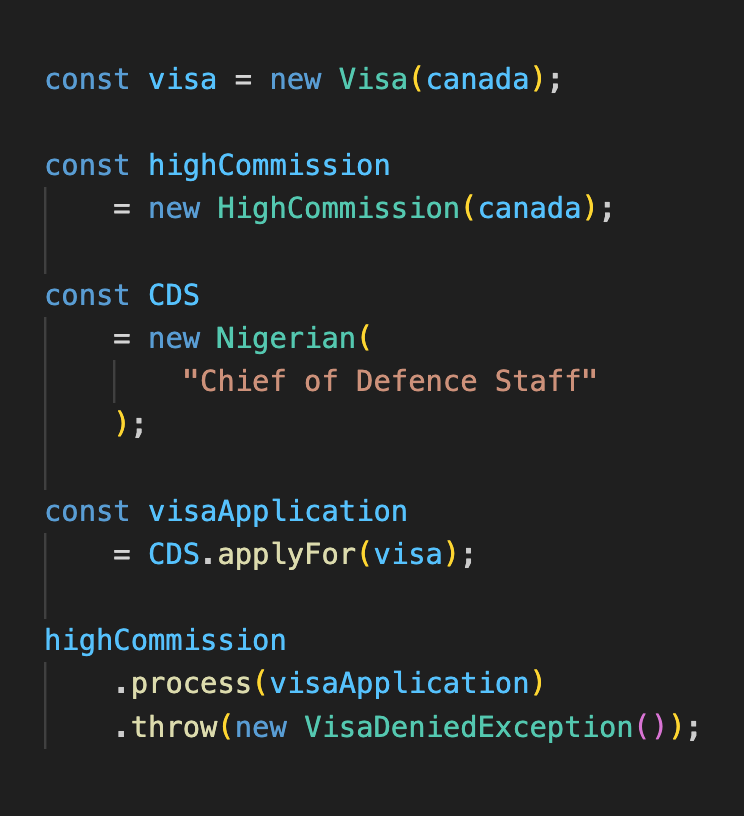 const visa = new Visa(canada);
const highCommission
= new HighCommission(canada);
const CDS
= new Nigerian(
"Chief of Defence Staff"
);
const visaApplication
= CDS.applyFor(visa);
highCommission
.process(visaApplication)
.throw(new VisaDeniedException());